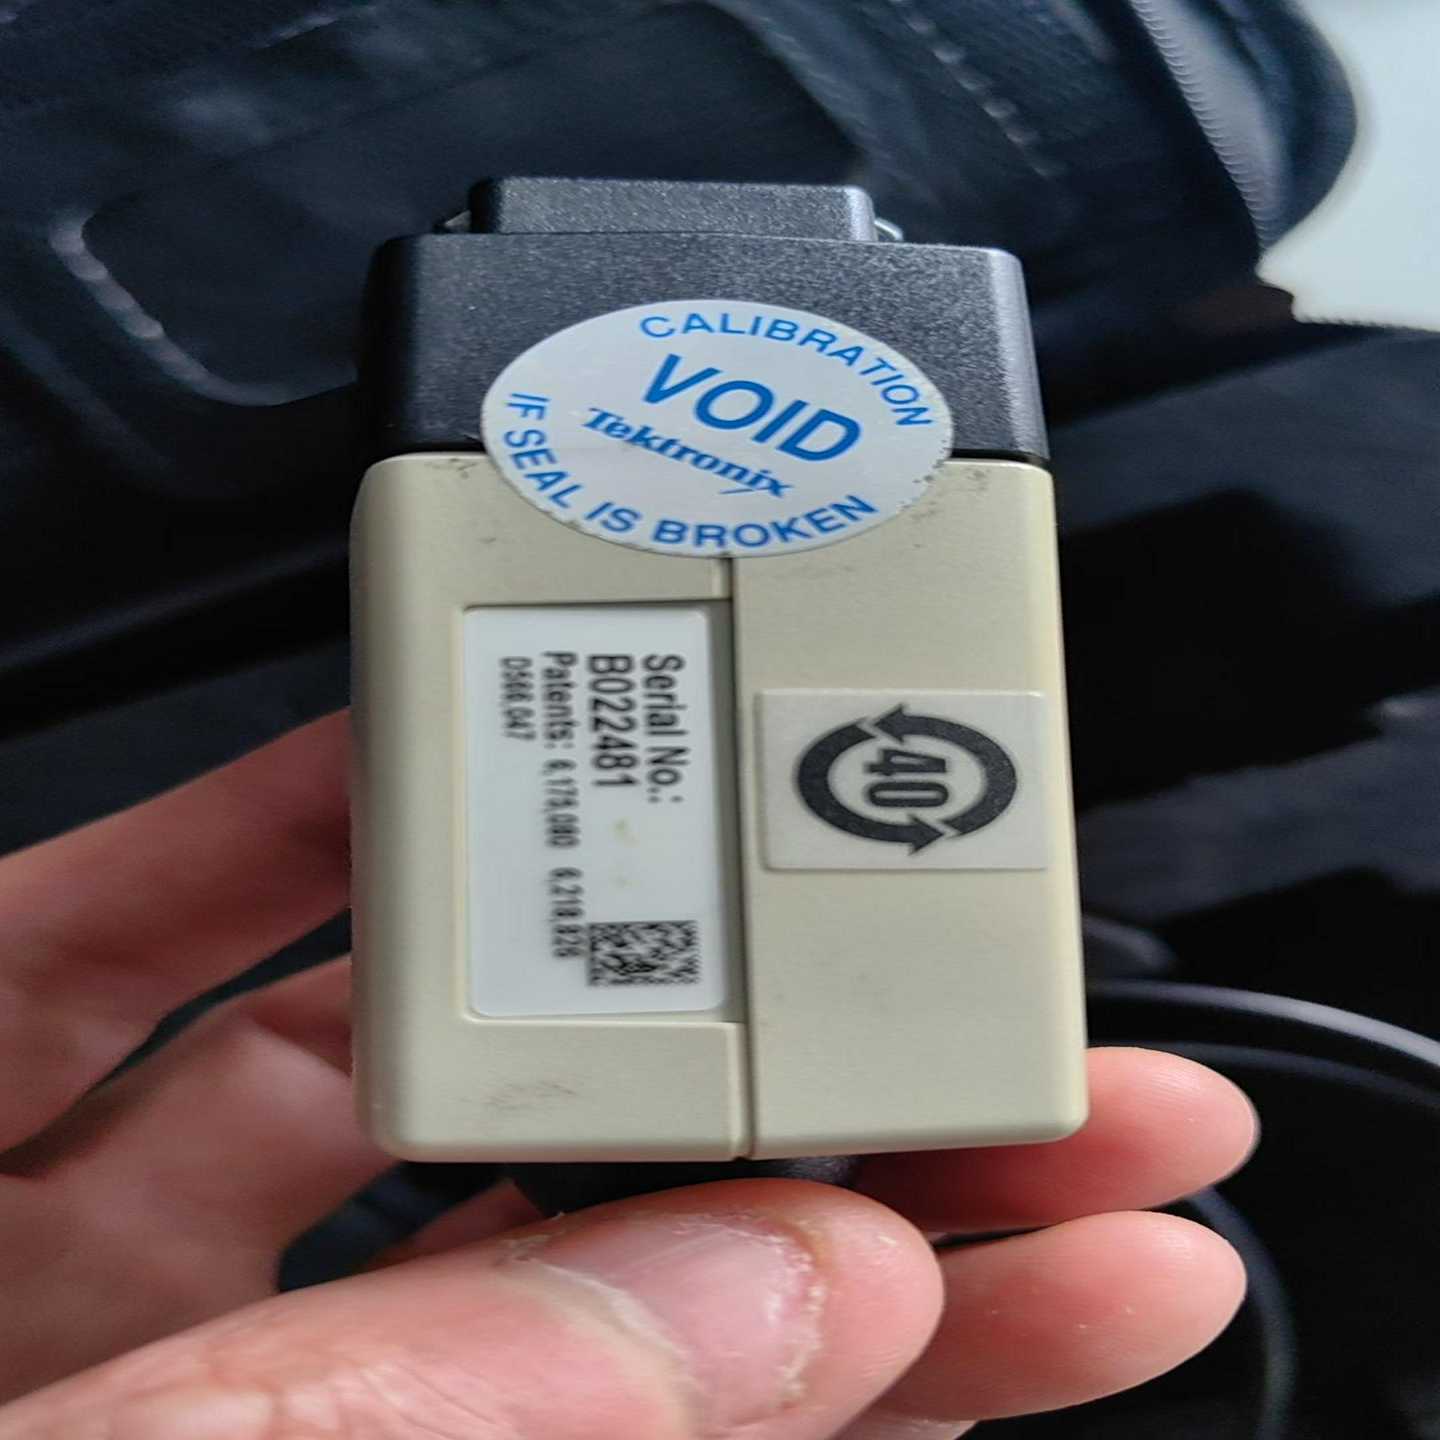 CALIBRATION
VOID
Tektronix
IF SEAL IS BROKEN
Serial No.:
B022481
Patents: 6,175,080 6,218,826
D566,047
40